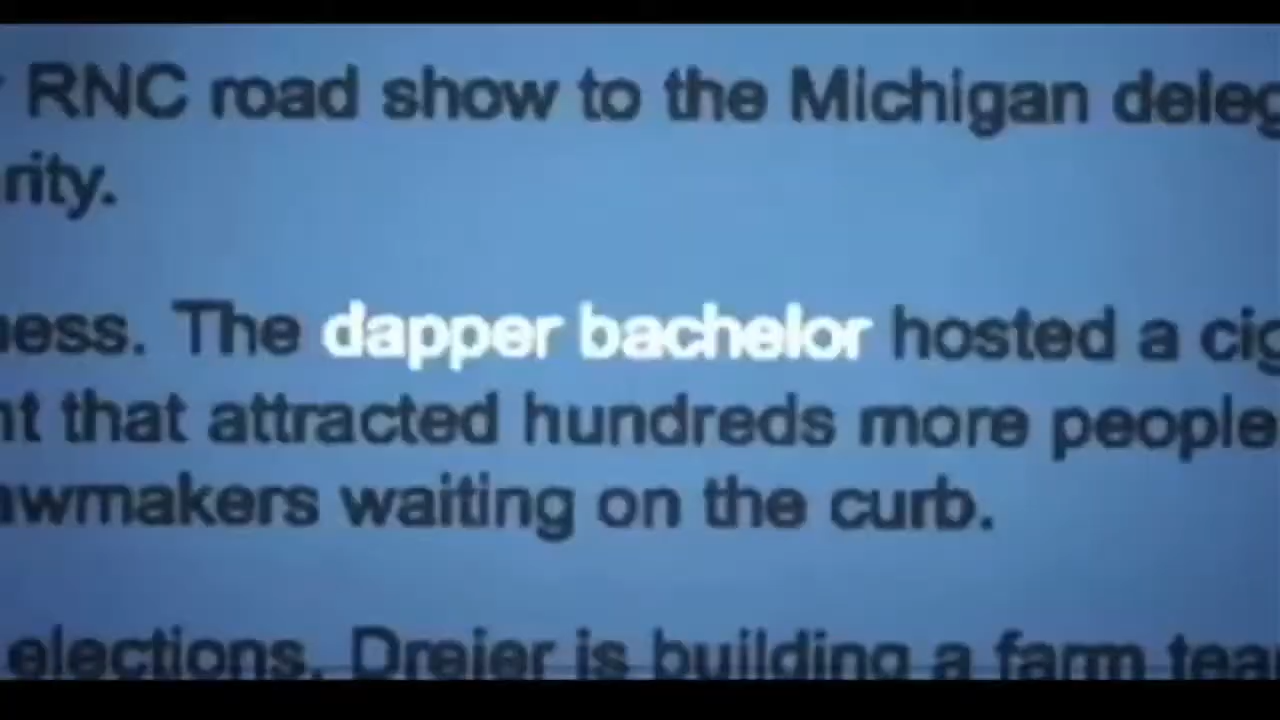 RNC road show to the Michigan deleg
rity.
ness. The dapper bachelor hosted a cig
nt that attracted hundreds more people
awmakers waiting on the curb.
elections. Dreier is building a farm tea